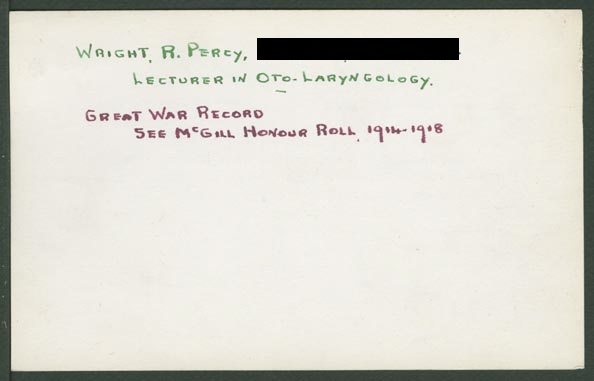 Wright, R. Percy,
Lecturer in Oto-Laryngology.
Great War Record
See McGill Honour Roll, 1914-1918